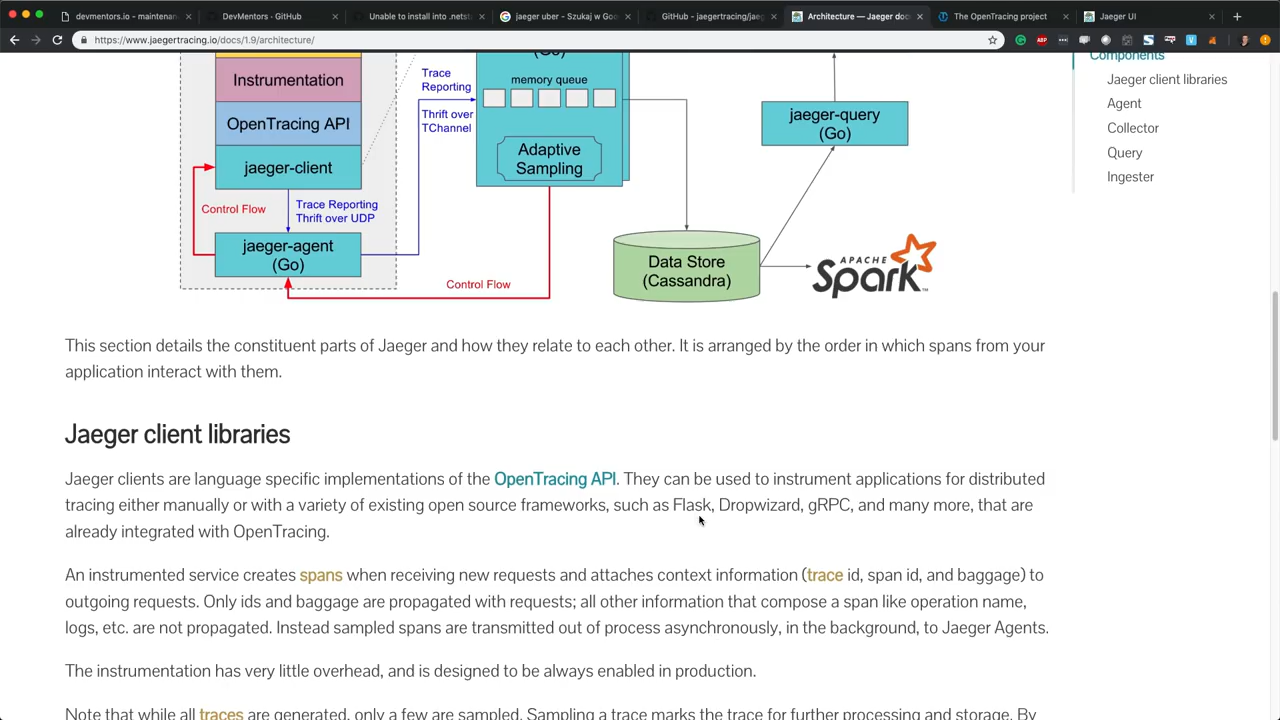 devmentors.io - maintenan
DevMentors · GitHub
Unable to install into .netst
jaeger uber - Szukaj w Goo
GitHub - jaegertracing/jaeg
Architecture — Jaeger doc
The OpenTracing project
Jaeger UI
https://www.jaegertracing.io/docs/1.9/architecture/
Components
Jaeger client libraries
Agent
Collector
Query
Ingester
(Go)
Instrumentation
Trace
Reporting
memory queue
OpenTracing API
Thrift over
TChannel
jaeger-query
(Go)
jaeger-client
Adaptive
Sampling
Control Flow
Trace Reporting
Thrift over UDP
jaeger-agent
(Go)
Data Store
(Cassandra)
APACHE
Spark
TM
Control Flow
This section details the constituent parts of Jaeger and how they relate to each other. It is arranged by the order in which spans from your
application interact with them.
Jaeger client libraries
Jaeger clients are language specific implementations of the OpenTracing API. They can be used to instrument applications for distributed
tracing either manually or with a variety of existing open source frameworks, such as Flask, Dropwizard, gRPC, and many more, that are
already integrated with OpenTracing.
An instrumented service creates spans when receiving new requests and attaches context information (trace id, span id, and baggage) to
outgoing requests. Only ids and baggage are propagated with requests; all other information that compose a span like operation name,
logs, etc. are not propagated. Instead sampled spans are transmitted out of process asynchronously, in the background, to Jaeger Agents.
The instrumentation has very little overhead, and is designed to be always enabled in production.
Note that while all traces are generated, only a few are sampled. Sampling a trace marks the trace for further processing and storage. By